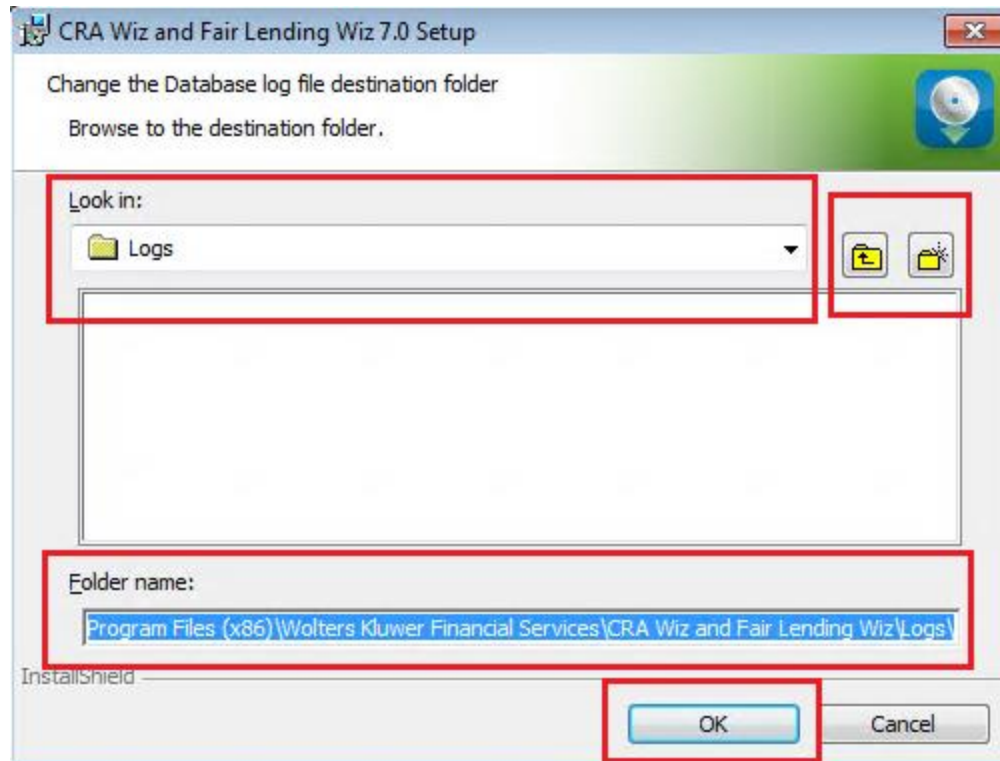 CRA Wiz and Fair Lending Wiz 7.0 Setup
Change the Database log file destination folder
Browse to the destination folder.
Look in:
Logs
Folder name:
Program Files (x86)\Wolters Kluwer Financial Services\CRA Wiz and Fair Lending Wiz\Logs\
InstallShield
OK
Cancel